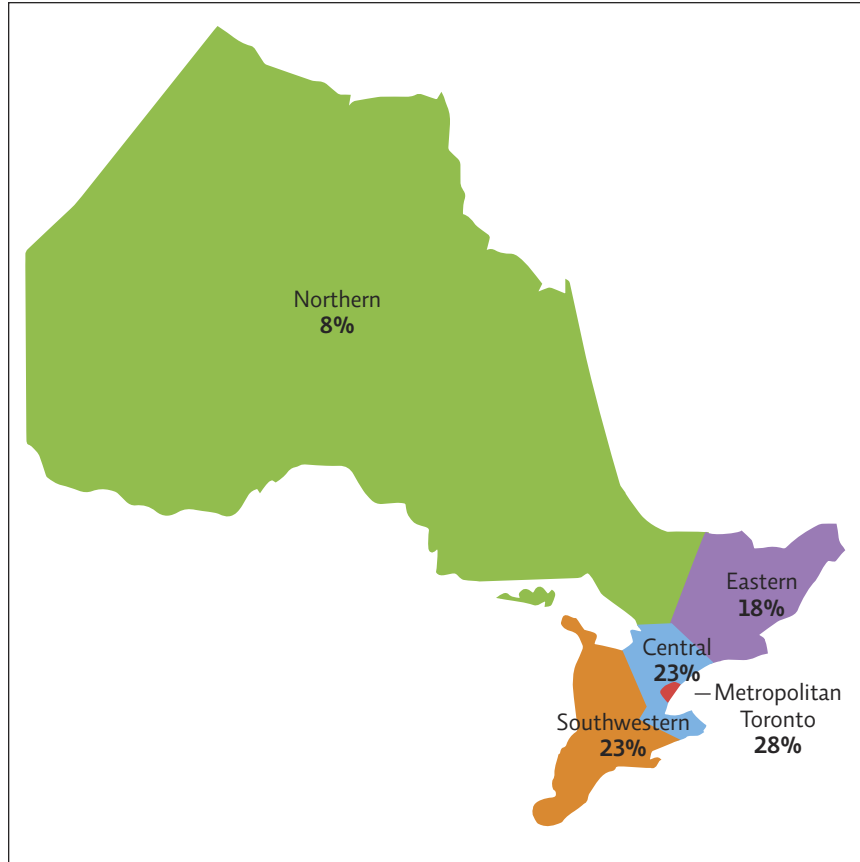 Northern
8%
Eastern
18%
Central
23%
Metropolitan
Toronto
28%
Southwestern
23%